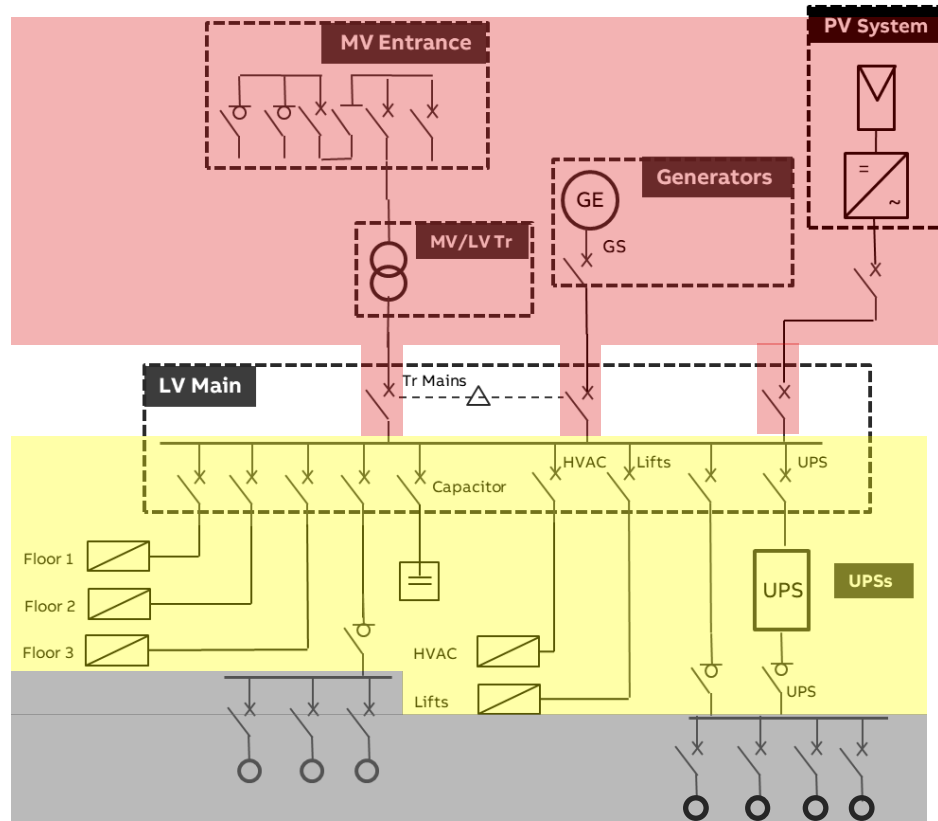 PV System
MV Entrance
=
~
Generators
GE
MV/LV Tr
GS
LV Main
Tr Mains
HVAC
Lifts
UPS
Capacitor
Floor 1
UPS
UPSs
Floor 2
Floor 3
HVAC
Lifts
UPS